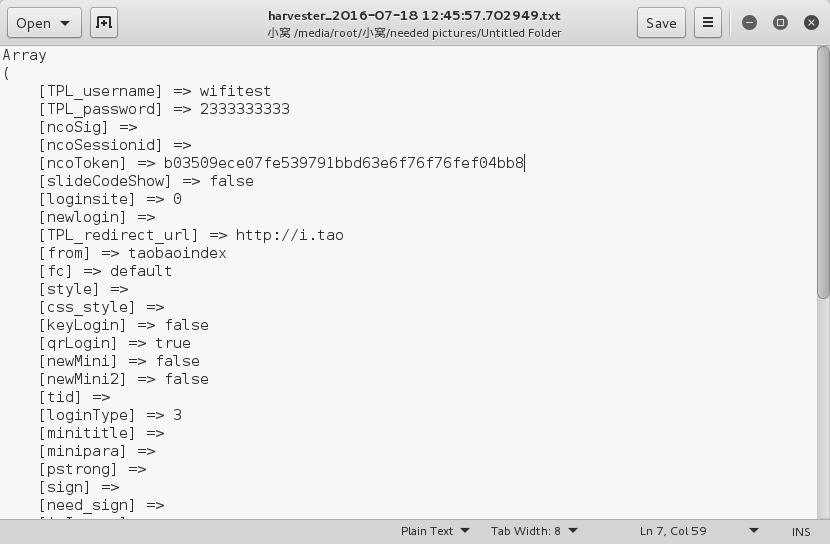 Open
harvester_2016-07-18 12:45:57.702949.txt
小窝 /media/root/小窝/needed pictures/Untitled Folder
Save
Array
(
[TPL_username] => wifitest
[TPL_password] => 2333333333
[ncoSig] =>
[ncoSessionid] =>
[ncoToken] => b03509ece07fe539791bbd63e6f76f76fef04bb8
[slideCodeShow] => false
[loginsite] => 0
[newlogin] =>
[TPL_redirect_url] => http://i.tao
[from] => taobaoindex
[fc] => default
[style] =>
[css_style] =>
[keyLogin] => false
[qrLogin] => true
[newMini] => false
[newMini2] => false
[tid] =>
[loginType] => 3
[minititle] =>
[minipara] =>
[pstrong] =>
[sign] =>
[need_sign] =>
Plain Text
Tab Width: 8
Ln 7, Col 59
INS